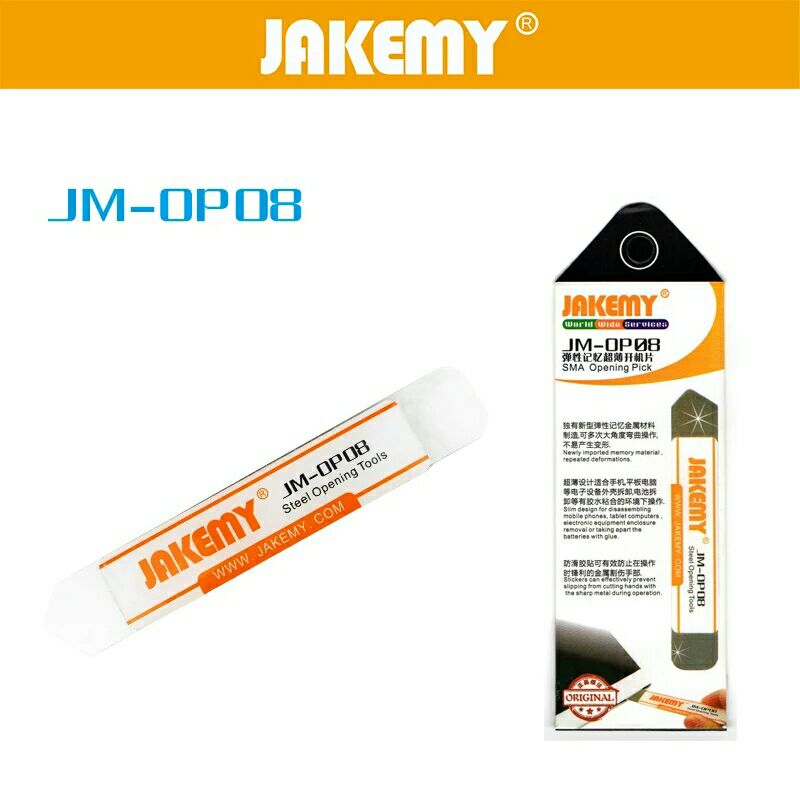 JAKEMY®
JM-OP08
JAKEMY®
JM-OP08
Steel Opening Tools
WWW.JAKEMY.COM
JAKEMY®
World Wide Services
JM-OP08
弹性记忆超薄开机片
SMA Opening Pick
独有新型弹性记忆金属材料
制造,可多次大角度弯曲操作,
不易产生变形.
Newly imported memory material ,
repeated deformations.
超薄设计适合手机,平板电脑
等电子设备外壳拆卸,电池拆
卸等有胶水粘合的环境下操作.
Slim design for disassembling
mobile phones, tablet computers ,
electronic equipment enclosure
removal or taking apart the
batteries with glue.
防滑胶贴可有效防止在操作
时锋利的金属割伤手部.
Slickers can effectively prevent
slipping from cutting hands with
the sharp metal during operation.
JAKEMY®
JM-OP08
Steel Opening Tools
WWW.JAKEMY.COM
ORIGINAL
JM-OP08
Steel Opening Tools